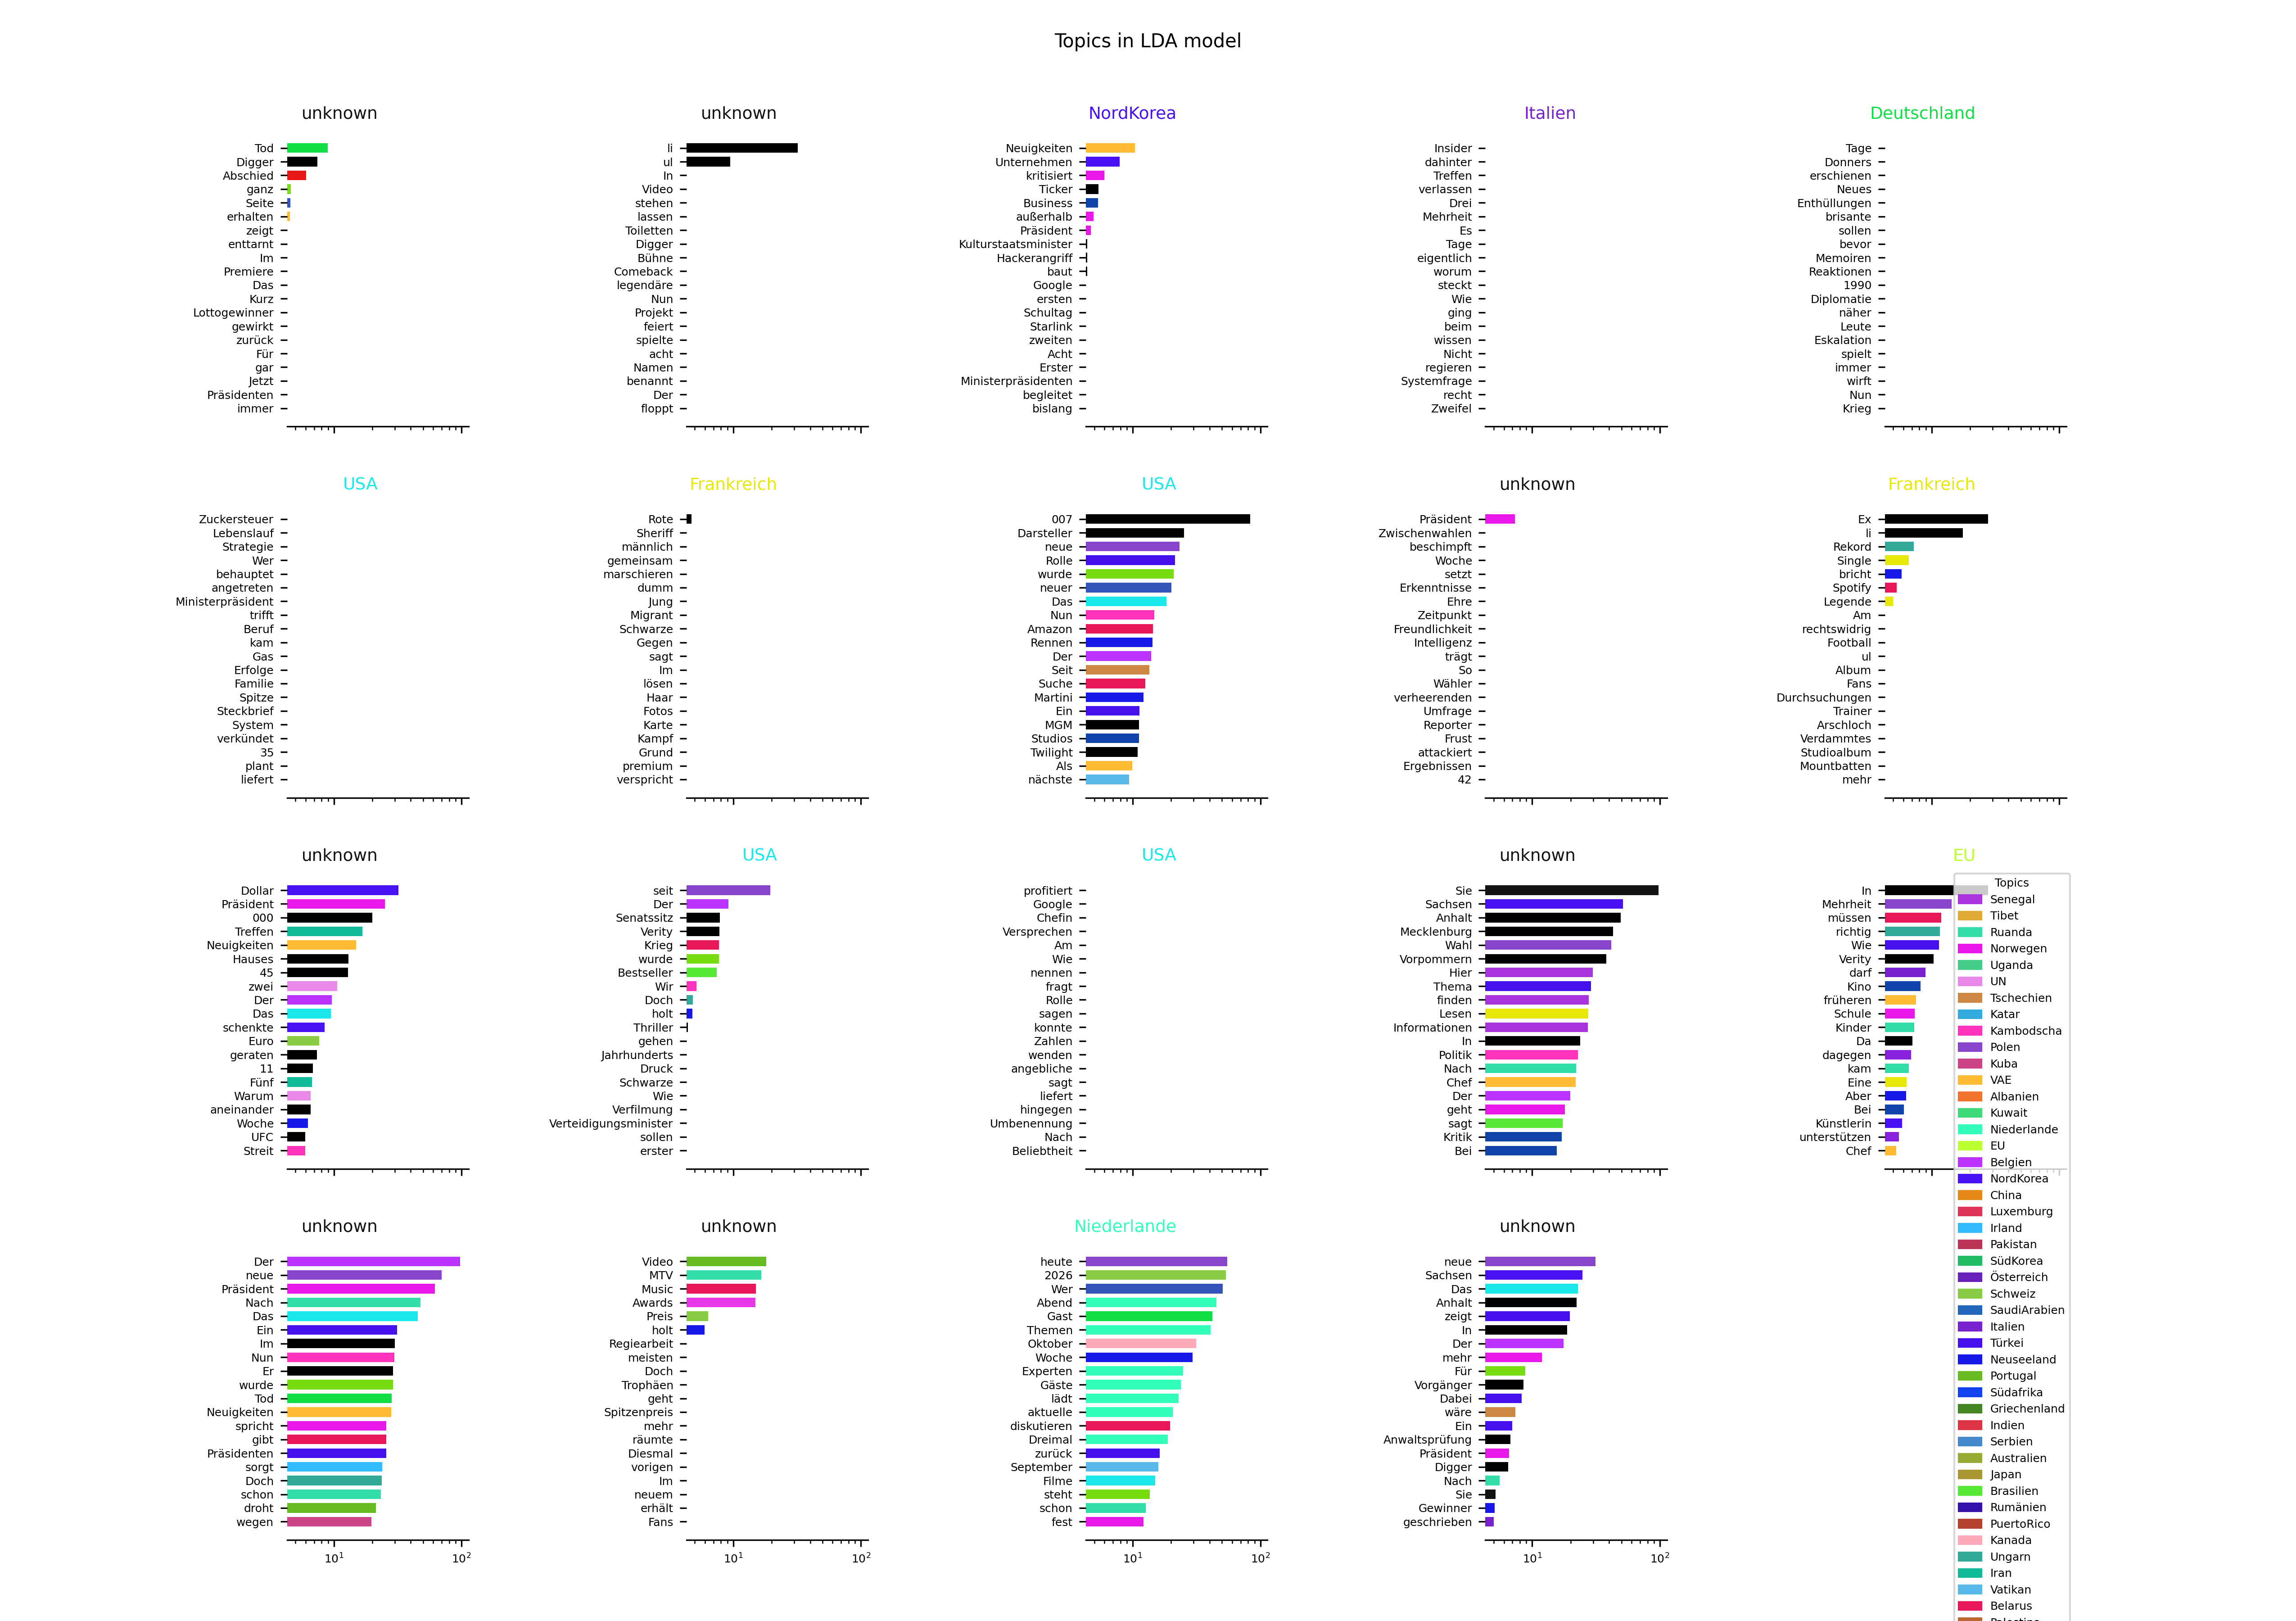 Topics in LDA model
unknown
Tod
Digger
Abschied
ganz
Seite
erhalten
zeigt
enttarnt
Im
Premiere
Das
Kurz
Lottogewinner
gewirkt
zurück
Für
gar
Jetzt
Präsidenten
immer
unknown
li
ul
In
Video
stehen
lassen
Toiletten
Digger
Bühne
Comeback
legendäre
Nun
Projekt
feiert
spielte
acht
Namen
benannt
Der
floppt
NordKorea
Neuigkeiten
Unternehmen
kritisiert
Ticker
Business
außerhalb
Präsident
Kulturstaatsminister
Hackerangriff
baut
Google
ersten
Schultag
Starlink
zweiten
Acht
Erster
Ministerpräsidenten
begleitet
bislang
Italien
Insider
dahinter
Treffen
verlassen
Drei
Mehrheit
Es
Tage
eigentlich
worum
steckt
Wie
ging
beim
wissen
Nicht
regieren
Systemfrage
recht
Zweifel
Deutschland
Tage
Donners
erschienen
Neues
Enthüllungen
brisante
sollen
bevor
Memoiren
Reaktionen
1990
Diplomatie
näher
Leute
Eskalation
spielt
immer
wirft
Nun
Krieg
USA
Zuckersteuer
Lebenslauf
Strategie
Wer
behauptet
angetreten
Ministerpräsident
trifft
Beruf
kam
Gas
Erfolge
Familie
Spitze
Steckbrief
System
verkündet
35
plant
liefert
Frankreich
Rote
Sheriff
männlich
gemeinsam
marschieren
dumm
Jung
Migrant
Schwarze
Gegen
sagt
Im
lösen
Haar
Fotos
Karte
Kampf
Grund
premium
verspricht
USA
007
Darsteller
neue
Rolle
wurde
neuer
Das
Nun
Amazon
Rennen
Der
Seit
Suche
Martini
Ein
MGM
Studios
Twilight
Als
nächste
unknown
Präsident
Zwischenwahlen
beschimpft
Woche
setzt
Erkenntnisse
Ehre
Zeitpunkt
Freundlichkeit
Intelligenz
trägt
So
Wähler
verheerenden
Umfrage
Reporter
Frust
attackiert
Ergebnissen
42
Frankreich
Ex
li
Rekord
Single
bricht
Spotify
Legende
Am
rechtswidrig
Football
ul
Album
Fans
Durchsuchungen
Trainer
Arschloch
Verdammtes
Studioalbum
Mountbatten
mehr
unknown
Dollar
Präsident
000
Treffen
Neuigkeiten
Hauses
45
zwei
Der
Das
schenkte
Euro
geraten
11
Fünf
Warum
aneinander
Woche
UFC
Streit
USA
seit
Der
Senatssitz
Verity
Krieg
wurde
Bestseller
Wir
Doch
holt
Thriller
gehen
Jahrhunderts
Druck
Schwarze
Wie
Verfilmung
Verteidigungsminister
sollen
erster
USA
profitiert
Google
Chefin
Versprechen
Am
Wie
nennen
fragt
Rolle
sagen
konnte
Zahlen
wenden
angebliche
sagt
liefert
hingegen
Umbenennung
Nach
Beliebtheit
unknown
Sie
Sachsen
Anhalt
Mecklenburg
Wahl
Vorpommern
Hier
Thema
finden
Lesen
Informationen
In
Politik
Nach
Chef
Der
geht
sagt
Kritik
Bei
EU
In
Mehrheit
müssen
richtig
Wie
Verity
darf
Kino
früheren
Schule
Kinder
Da
dagegen
kam
Eine
Aber
Bei
Künstlerin
unterstützen
Chef
unknown
Der
neue
Präsident
Nach
Das
Ein
Im
Nun
Er
wurde
Tod
Neuigkeiten
spricht
gibt
Präsidenten
sorgt
Doch
schon
droht
wegen
10¹ 10²
unknown
Video
MTV
Music
Awards
Preis
holt
Regiearbeit
meisten
Doch
Trophäen
geht
Spitzenpreis
mehr
räumte
Diesmal
vorigen
Im
neuem
erhält
Fans
10¹ 10²
Niederlande
heute
2026
Wer
Abend
Gast
Themen
Oktober
Woche
Experten
Gäste
lädt
aktuelle
diskutieren
Dreimal
zurück
September
Filme
steht
schon
fest
10¹ 10²
unknown
neue
Sachsen
Das
Anhalt
zeigt
In
Der
mehr
Für
Vorgänger
Dabei
wäre
Ein
Anwaltsprüfung
Präsident
Digger
Nach
Sie
Gewinner
geschrieben
10¹ 10²
Topics
Senegal
Tibet
Ruanda
Norwegen
Uganda
UN
Tschechien
Katar
Kambodscha
Polen
Kuba
VAE
Albanien
Kuwait
Niederlande
EU
Belgien
NordKorea
China
Luxemburg
Irland
Pakistan
SüdKorea
Österreich
Schweiz
SaudiArabien
Italien
Türkei
Neuseeland
Portugal
Südafrika
Griechenland
Indien
Serbien
Australien
Japan
Brasilien
Rumänien
PuertoRico
Kanada
Ungarn
Iran
Vatikan
Belarus